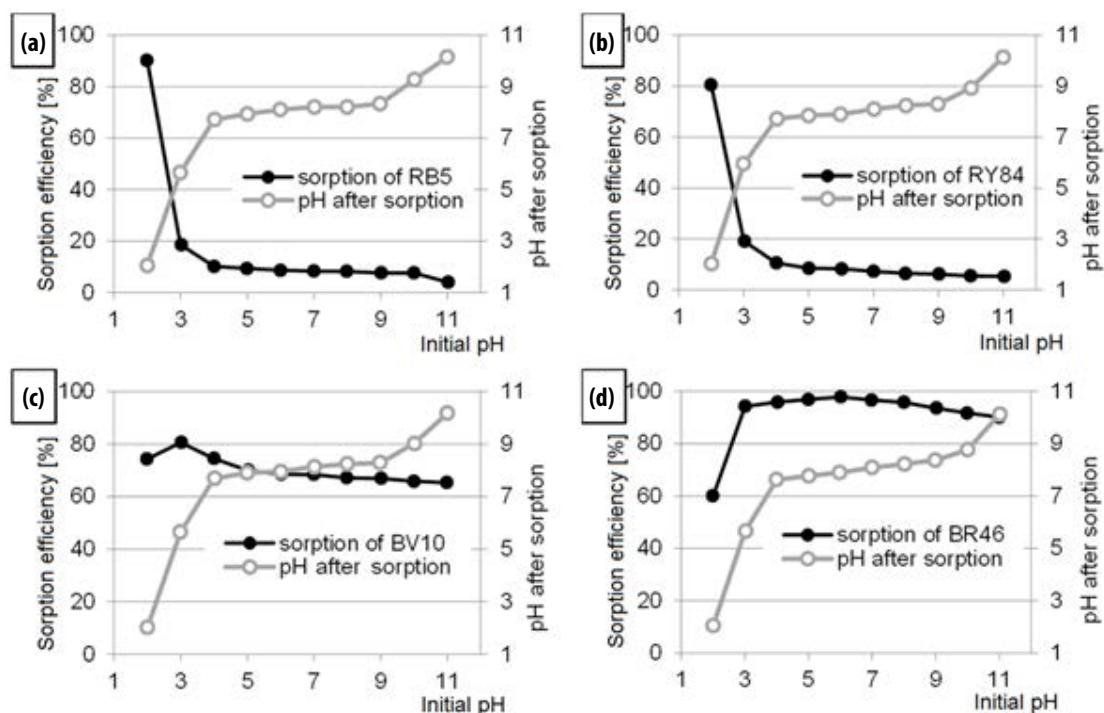 (a)
Sorption efficiency [%]
100
80
60
40
20
0
11
9
7
5
3
1
pH after sorption
sorption of RB5
pH after sorption
1 3 5 7 9 11
Initial pH
(b)
Sorption efficiency [%]
100
80
60
40
20
0
11
9
7
5
3
1
pH after sorption
sorption of RY84
pH after sorption
1 3 5 7 9 11
Initial pH
(c)
Sorption efficiency [%]
100
80
60
40
20
0
11
9
7
5
3
1
pH after sorption
sorption of BV10
pH after sorption
1 3 5 7 9 11
Initial pH
(d)
Sorption efficiency [%]
100
80
60
40
20
0
11
9
7
5
3
1
pH after sorption
sorption of BR46
pH after sorption
1 3 5 7 9 11
Initial pH